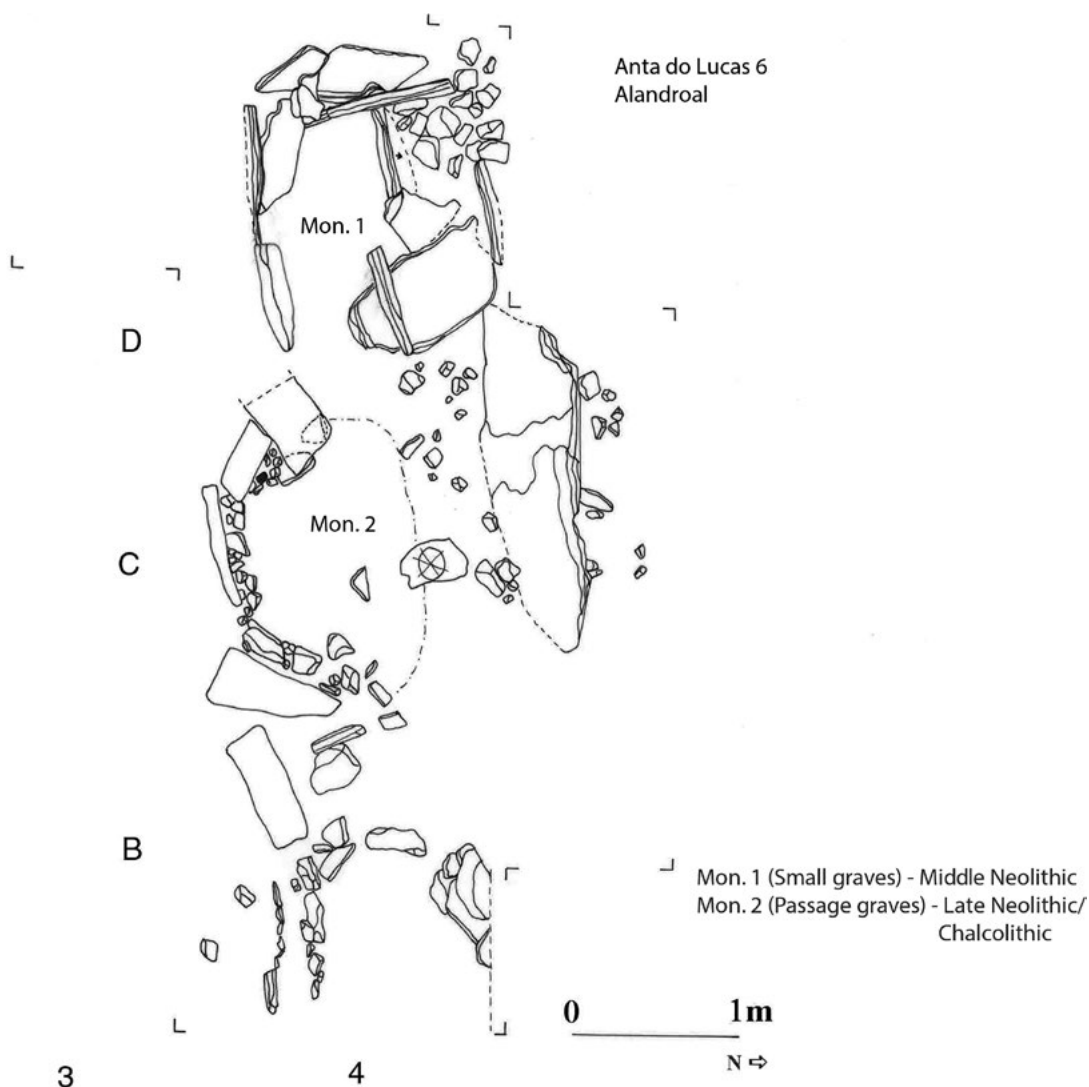 Anta do Lucas 6
Alandroal
Mon. 1
D
Mon. 2
C
B
Mon. 1 (Small graves) - Middle Neolithic
Mon. 2 (Passage graves) - Late Neolithic/
Chalcolithic
0 1m
N ⇨
3 4